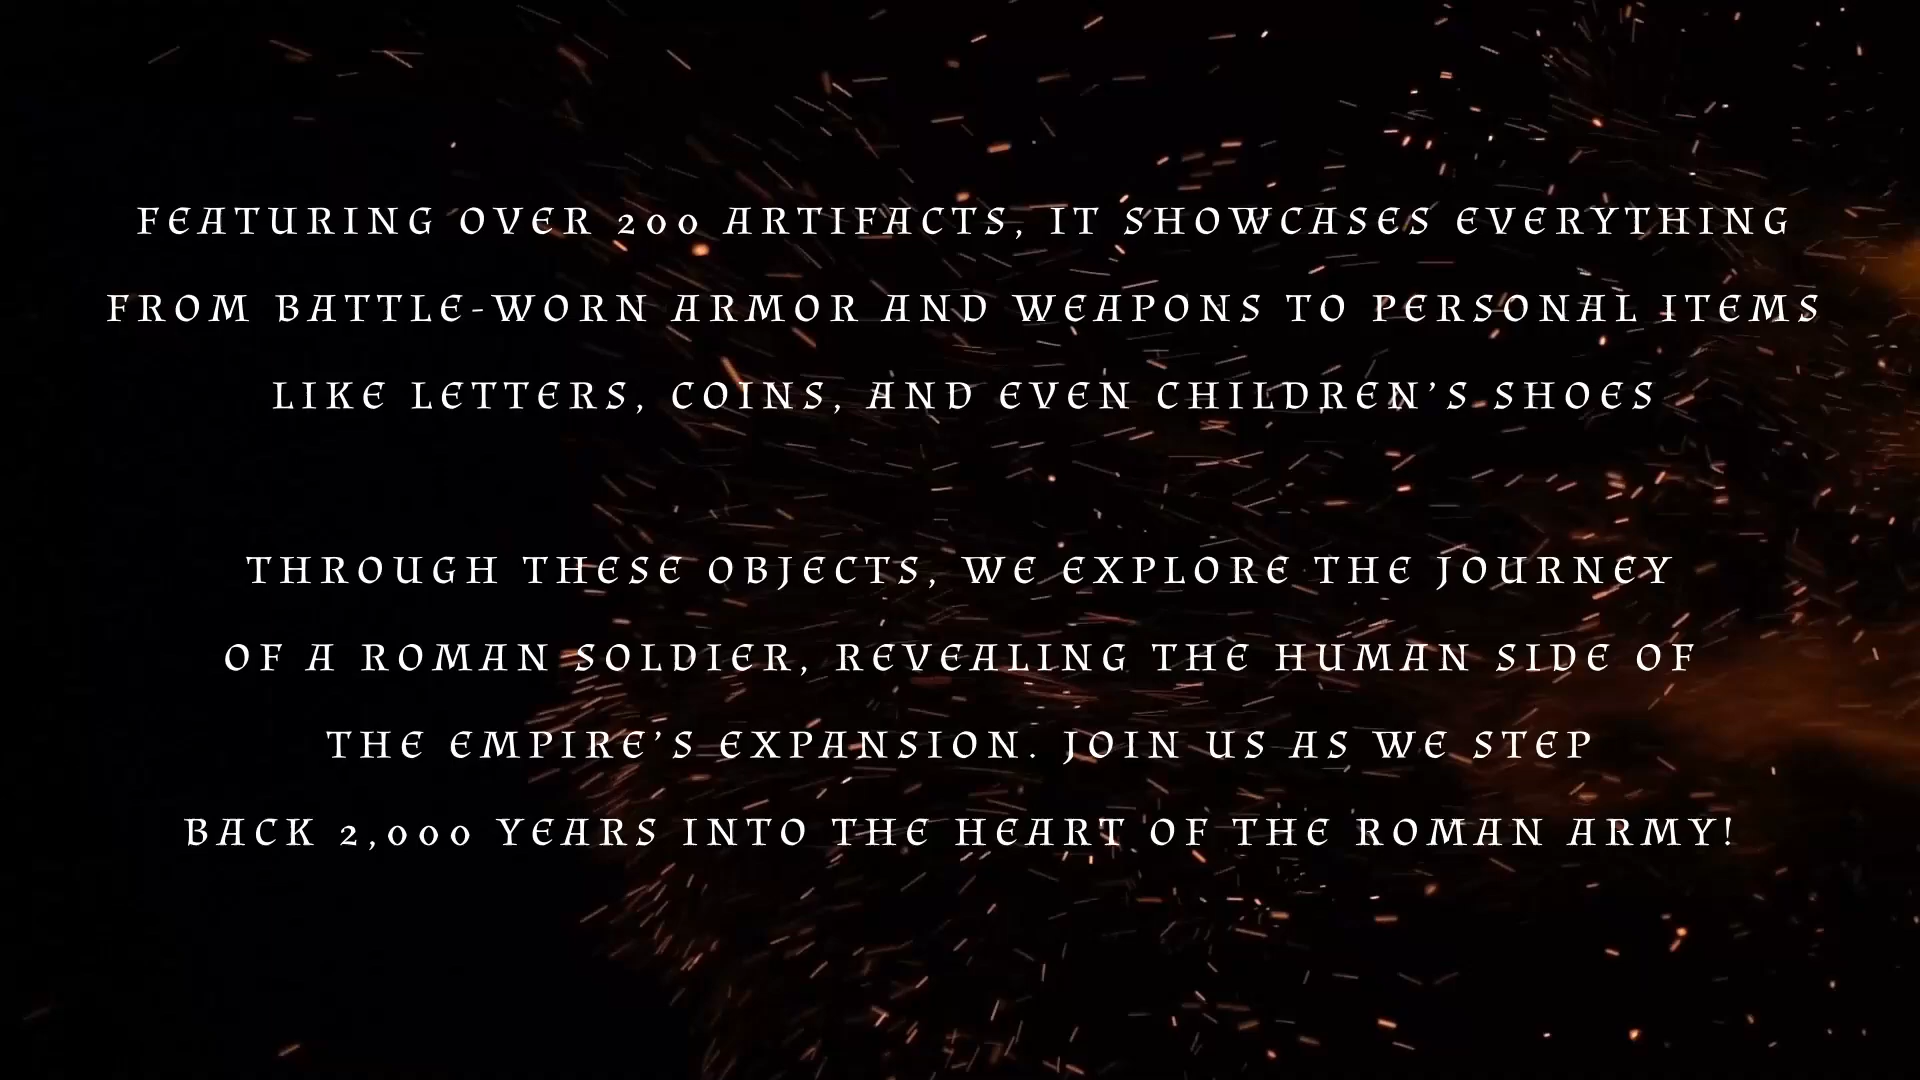 FEATURING OVER 200 ARTIFACTS, IT SHOWCASES EVERYTHING
FROM BATTLE-WORN ARMOR AND WEAPONS TO PERSONAL ITEMS
LIKE LETTERS, COINS, AND EVEN CHILDREN’S SHOES
THROUGH THESE OBJECTS, WE EXPLORE THE JOURNEY
OF A ROMAN SOLDIER, REVEALING THE HUMAN SIDE OF
THE EMPIRE’S EXPANSION. JOIN US AS WE STEP
BACK 2,000 YEARS INTO THE HEART OF THE ROMAN ARMY!